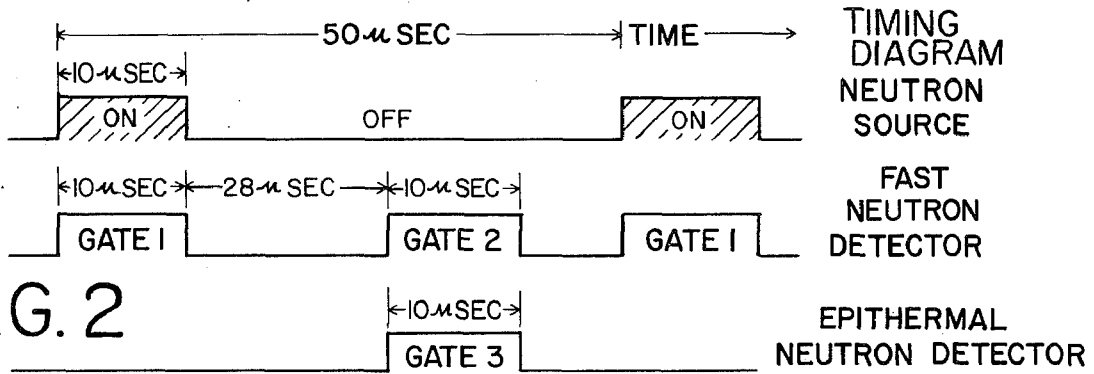 50 µ SEC TIME TIMING
DIAGRAM
10 µ SEC NEUTRON
ON OFF ON SOURCE
10 µ SEC 28 µ SEC 10 µ SEC FAST
GATE 1 GATE 2 GATE 1 NEUTRON
DETECTOR
G. 2 10 µ SEC EPITHERMAL
GATE 3 NEUTRON DETECTOR